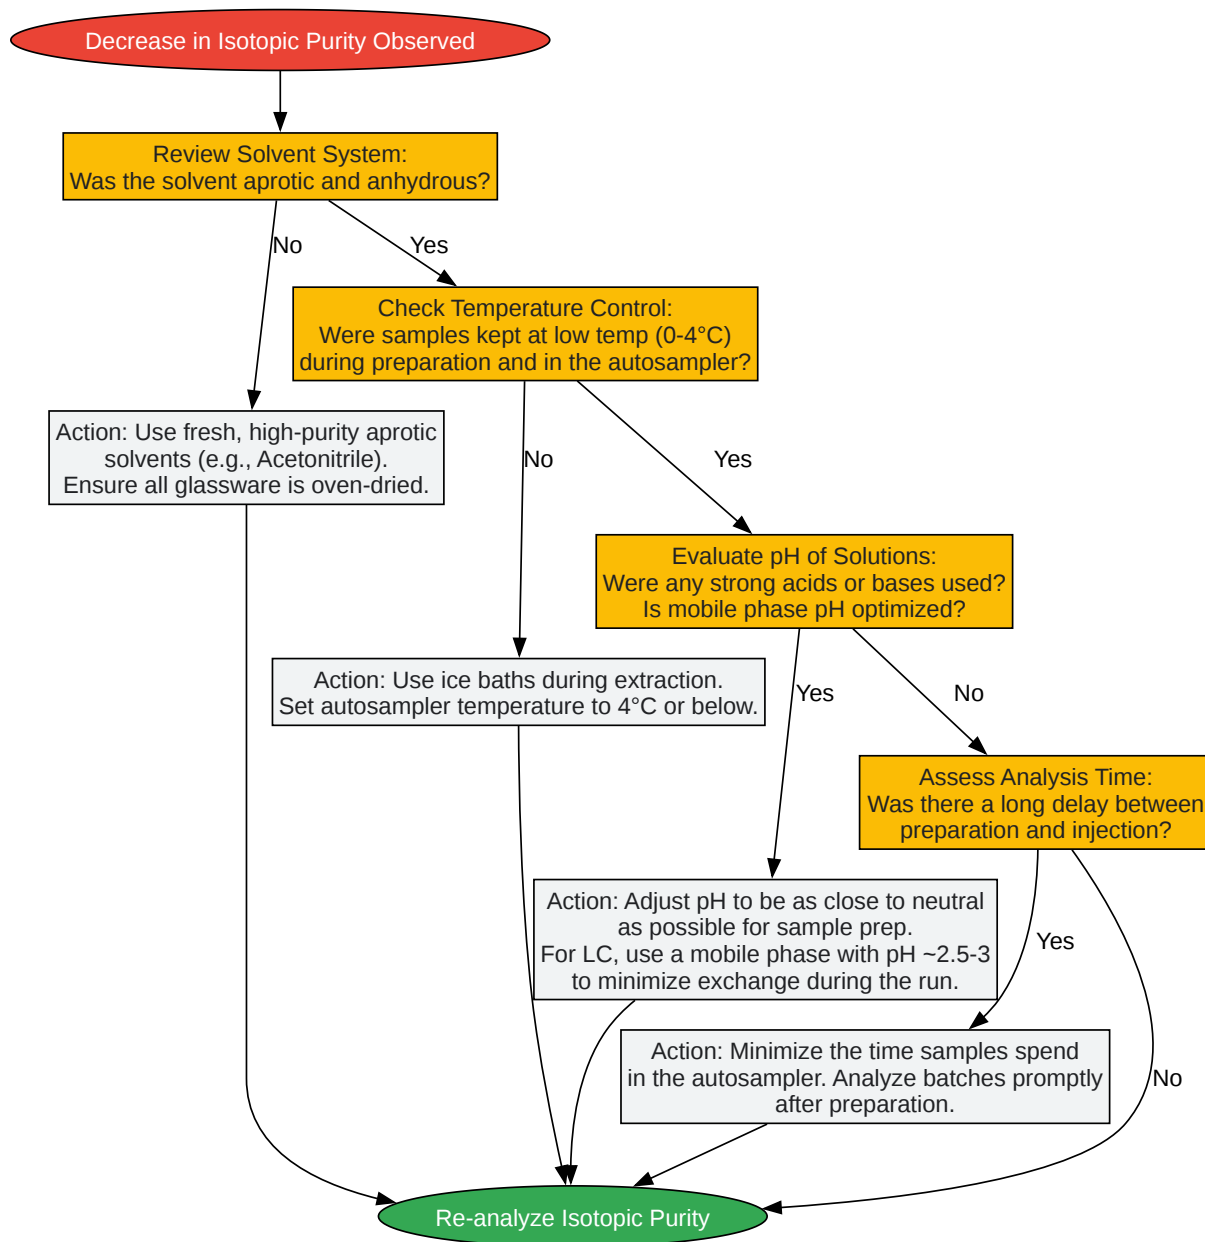 Decrease in Isotopic Purity Observed
Review Solvent System:
Was the solvent aprotic and anhydrous?
No
Yes
Check Temperature Control:
Were samples kept at low temp (0-4°C)
during preparation and in the autosampler?
Action: Use fresh, high-purity aprotic
solvents (e.g., Acetonitrile).
Ensure all glassware is oven-dried.
No
Yes
Evaluate pH of Solutions:
Were any strong acids or bases used?
Is mobile phase pH optimized?
Action: Use ice baths during extraction.
Set autosampler temperature to 4°C or below.
Yes
No
Assess Analysis Time:
Was there a long delay between
preparation and injection?
Action: Adjust pH to be as close to neutral
as possible for sample prep.
For LC, use a mobile phase with pH ~2.5-3
to minimize exchange during the run.
Yes
No
Action: Minimize the time samples spend
in the autosampler. Analyze batches promptly
after preparation.
Re-analyze Isotopic Purity